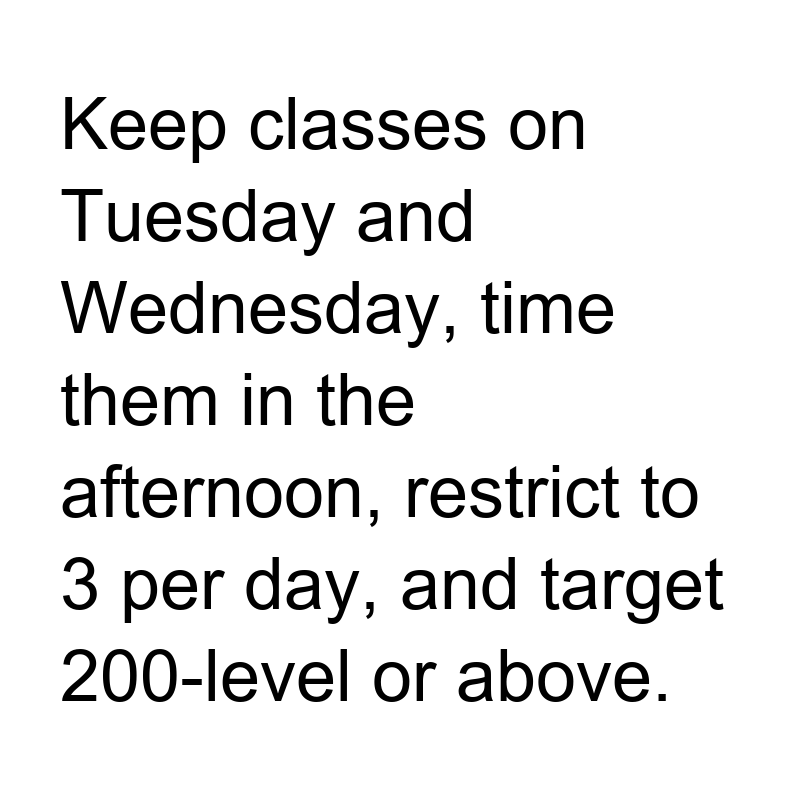 Keep classes on
Tuesday and
Wednesday, time
them in the
afternoon, restrict to
3 per day, and target
200-level or above.